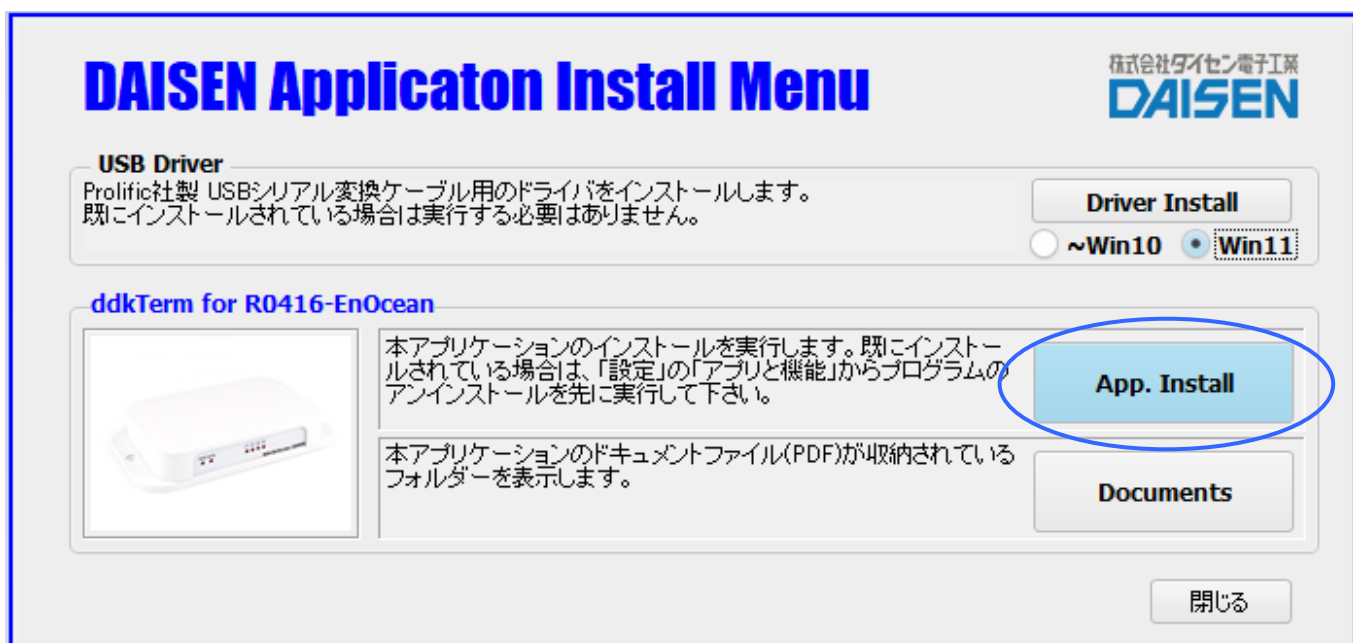 DAISEN Applicaton Install Menu
株式会社ダイセン電子工業
DAISEN
USB Driver
Prolific社製 USBシリアル変換ケーブル用のドライバをインストールします。
既にインストールされている場合は実行する必要はありません。
Driver Install
~Win10 Win11
ddkTerm for R0416-EnOcean
本アプリケーションのインストールを実行します。既にインストー
ルされている場合は、「設定」の「アプリと機能」からプログラムの
アンインストールを先に実行して下さい。
App. Install
本アプリケーションのドキュメントファイル(PDF)が収納されている
フォルダーを表示します。
Documents
閉じる